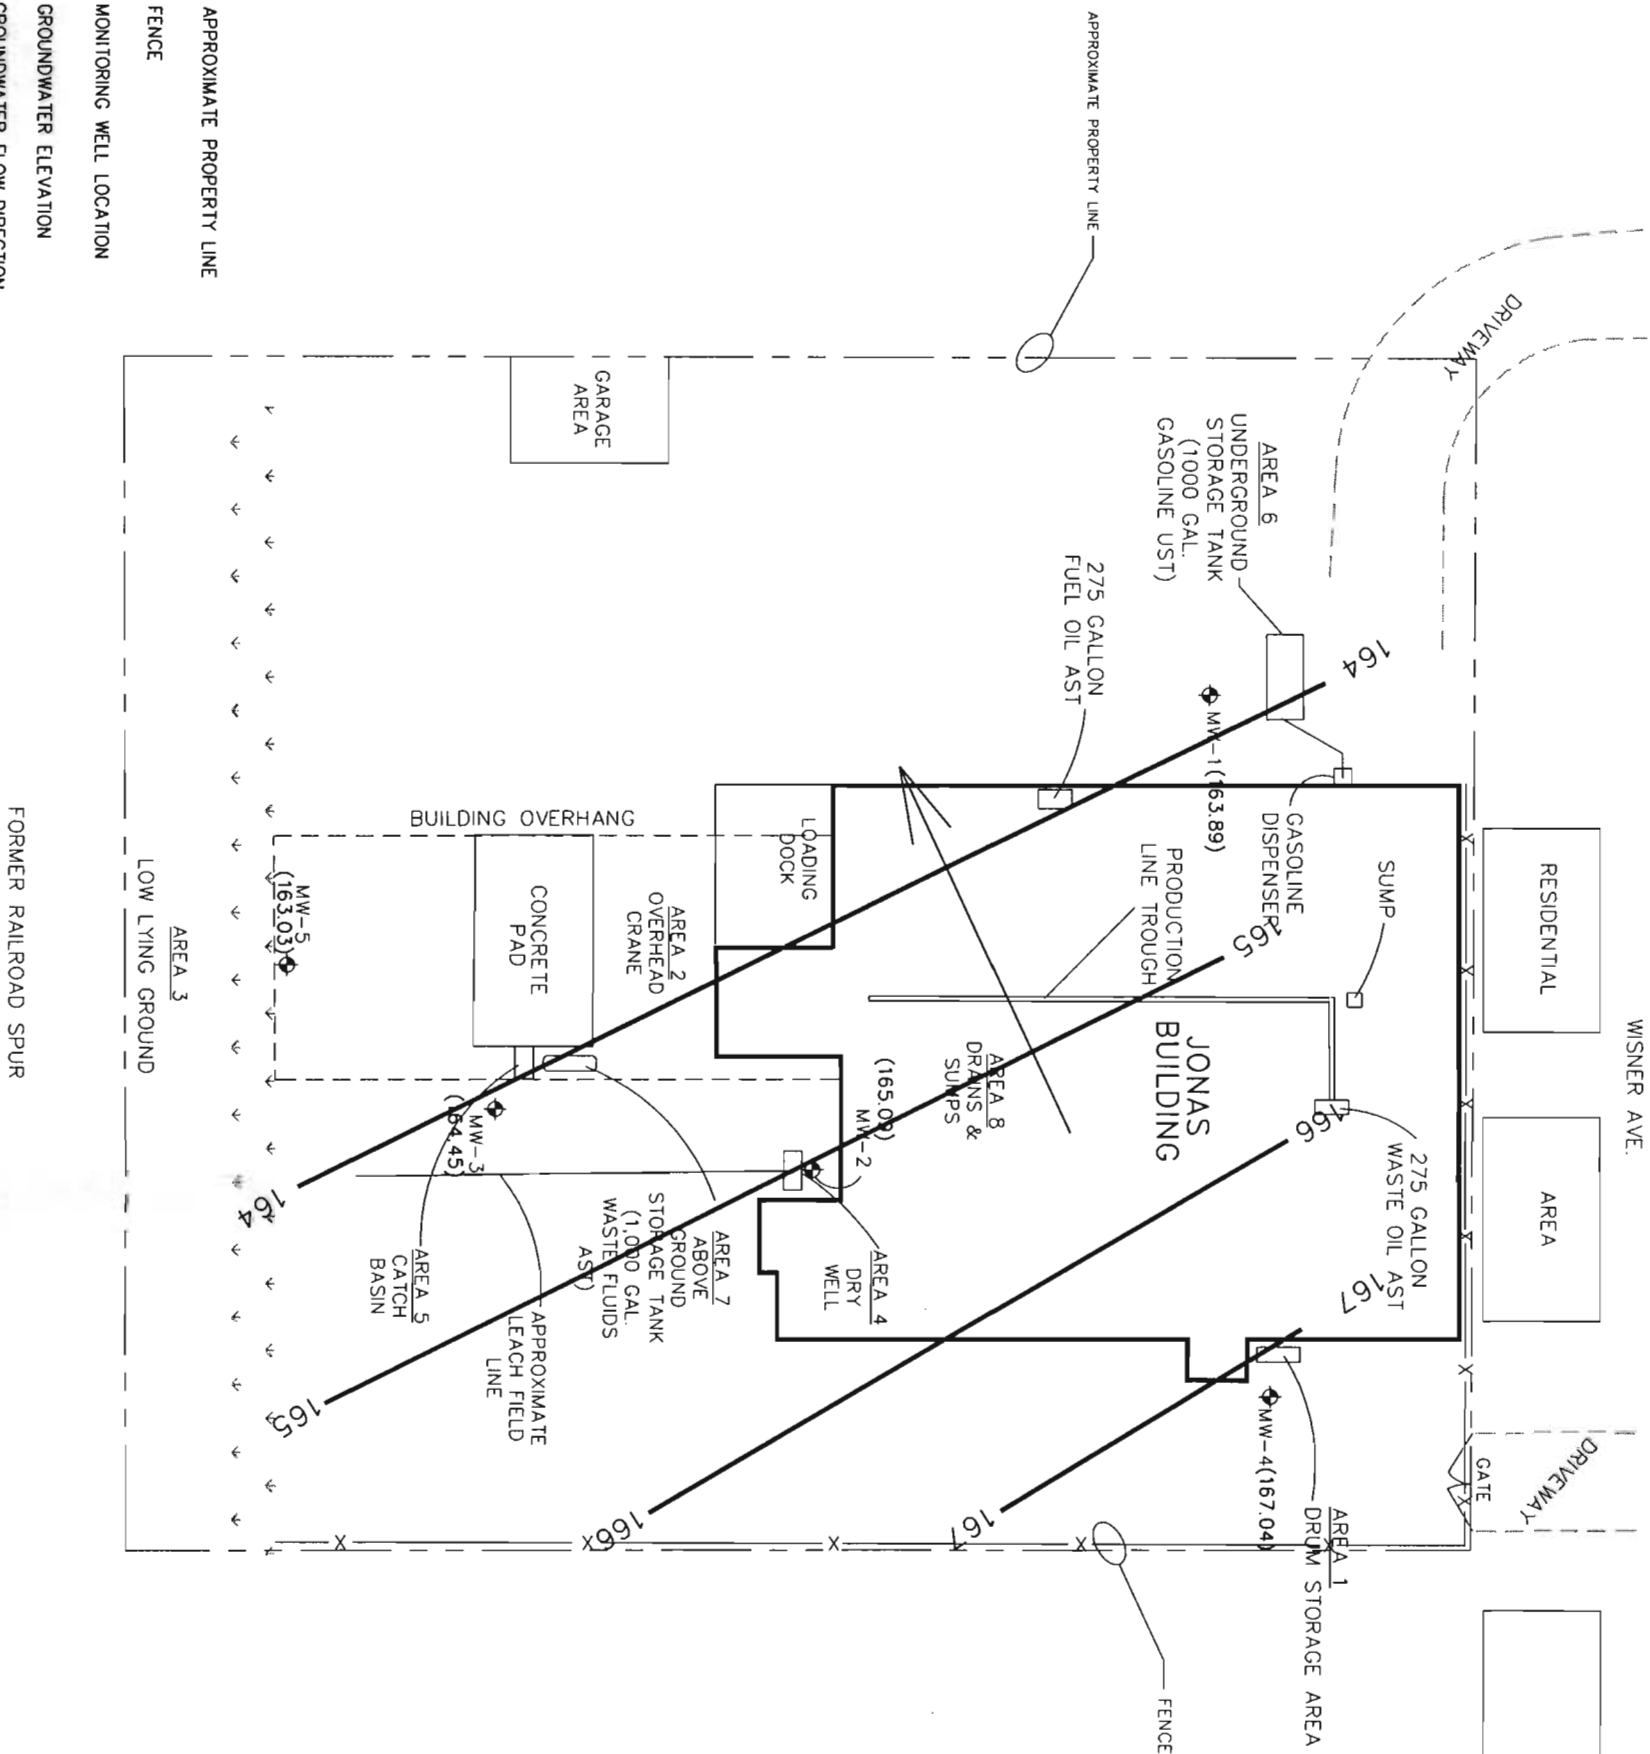 WISNER AVE.
RESIDENTIAL
AREA
DRIVEWAY
DRIVEWAY
GATE
APPROXIMATE PROPERTY LINE
AREA 6
UNDERGROUND
STORAGE TANK
(1000 GAL.
GASOLINE UST)
275 GALLON
FUEL OIL AST
164
MW-1(163.89)
GASOLINE
DISPENSER
SUMP
PRODUCTION
LINE TROUGH
165
JONAS
BUILDING
166
275 GALLON
WASTE OIL AST
167
AREA 8
DRAINS &
SUMPS
(165.09)
MW-2
AREA 1
DRUM STORAGE AREA
MW-4(167.04)
FENCE
167
166
165
164
AREA 4
DRY
WELL
AREA 7
ABOVE
GROUND
STORAGE TANK
(1,000 GAL.
WASTE FLUIDS
AST)
APPROXIMATE
LEACH FIELD
LINE
AREA 5
CATCH
BASIN
MW-3
(164.45)
LOADING
DOCK
AREA 2
OVERHEAD
CRANE
CONCRETE
PAD
BUILDING OVERHANG
GARAGE
AREA
MW-5
(163.03)
AREA 3
LOW LYING GROUND
FORMER RAILROAD SPUR
APPROXIMATE PROPERTY LINE
FENCE
MONITORING WELL LOCATION
GROUNDWATER ELEVATION
GROUNDWATER FLOW DIRECTION
X
X
X
X
X
X
X
X
X
X
X